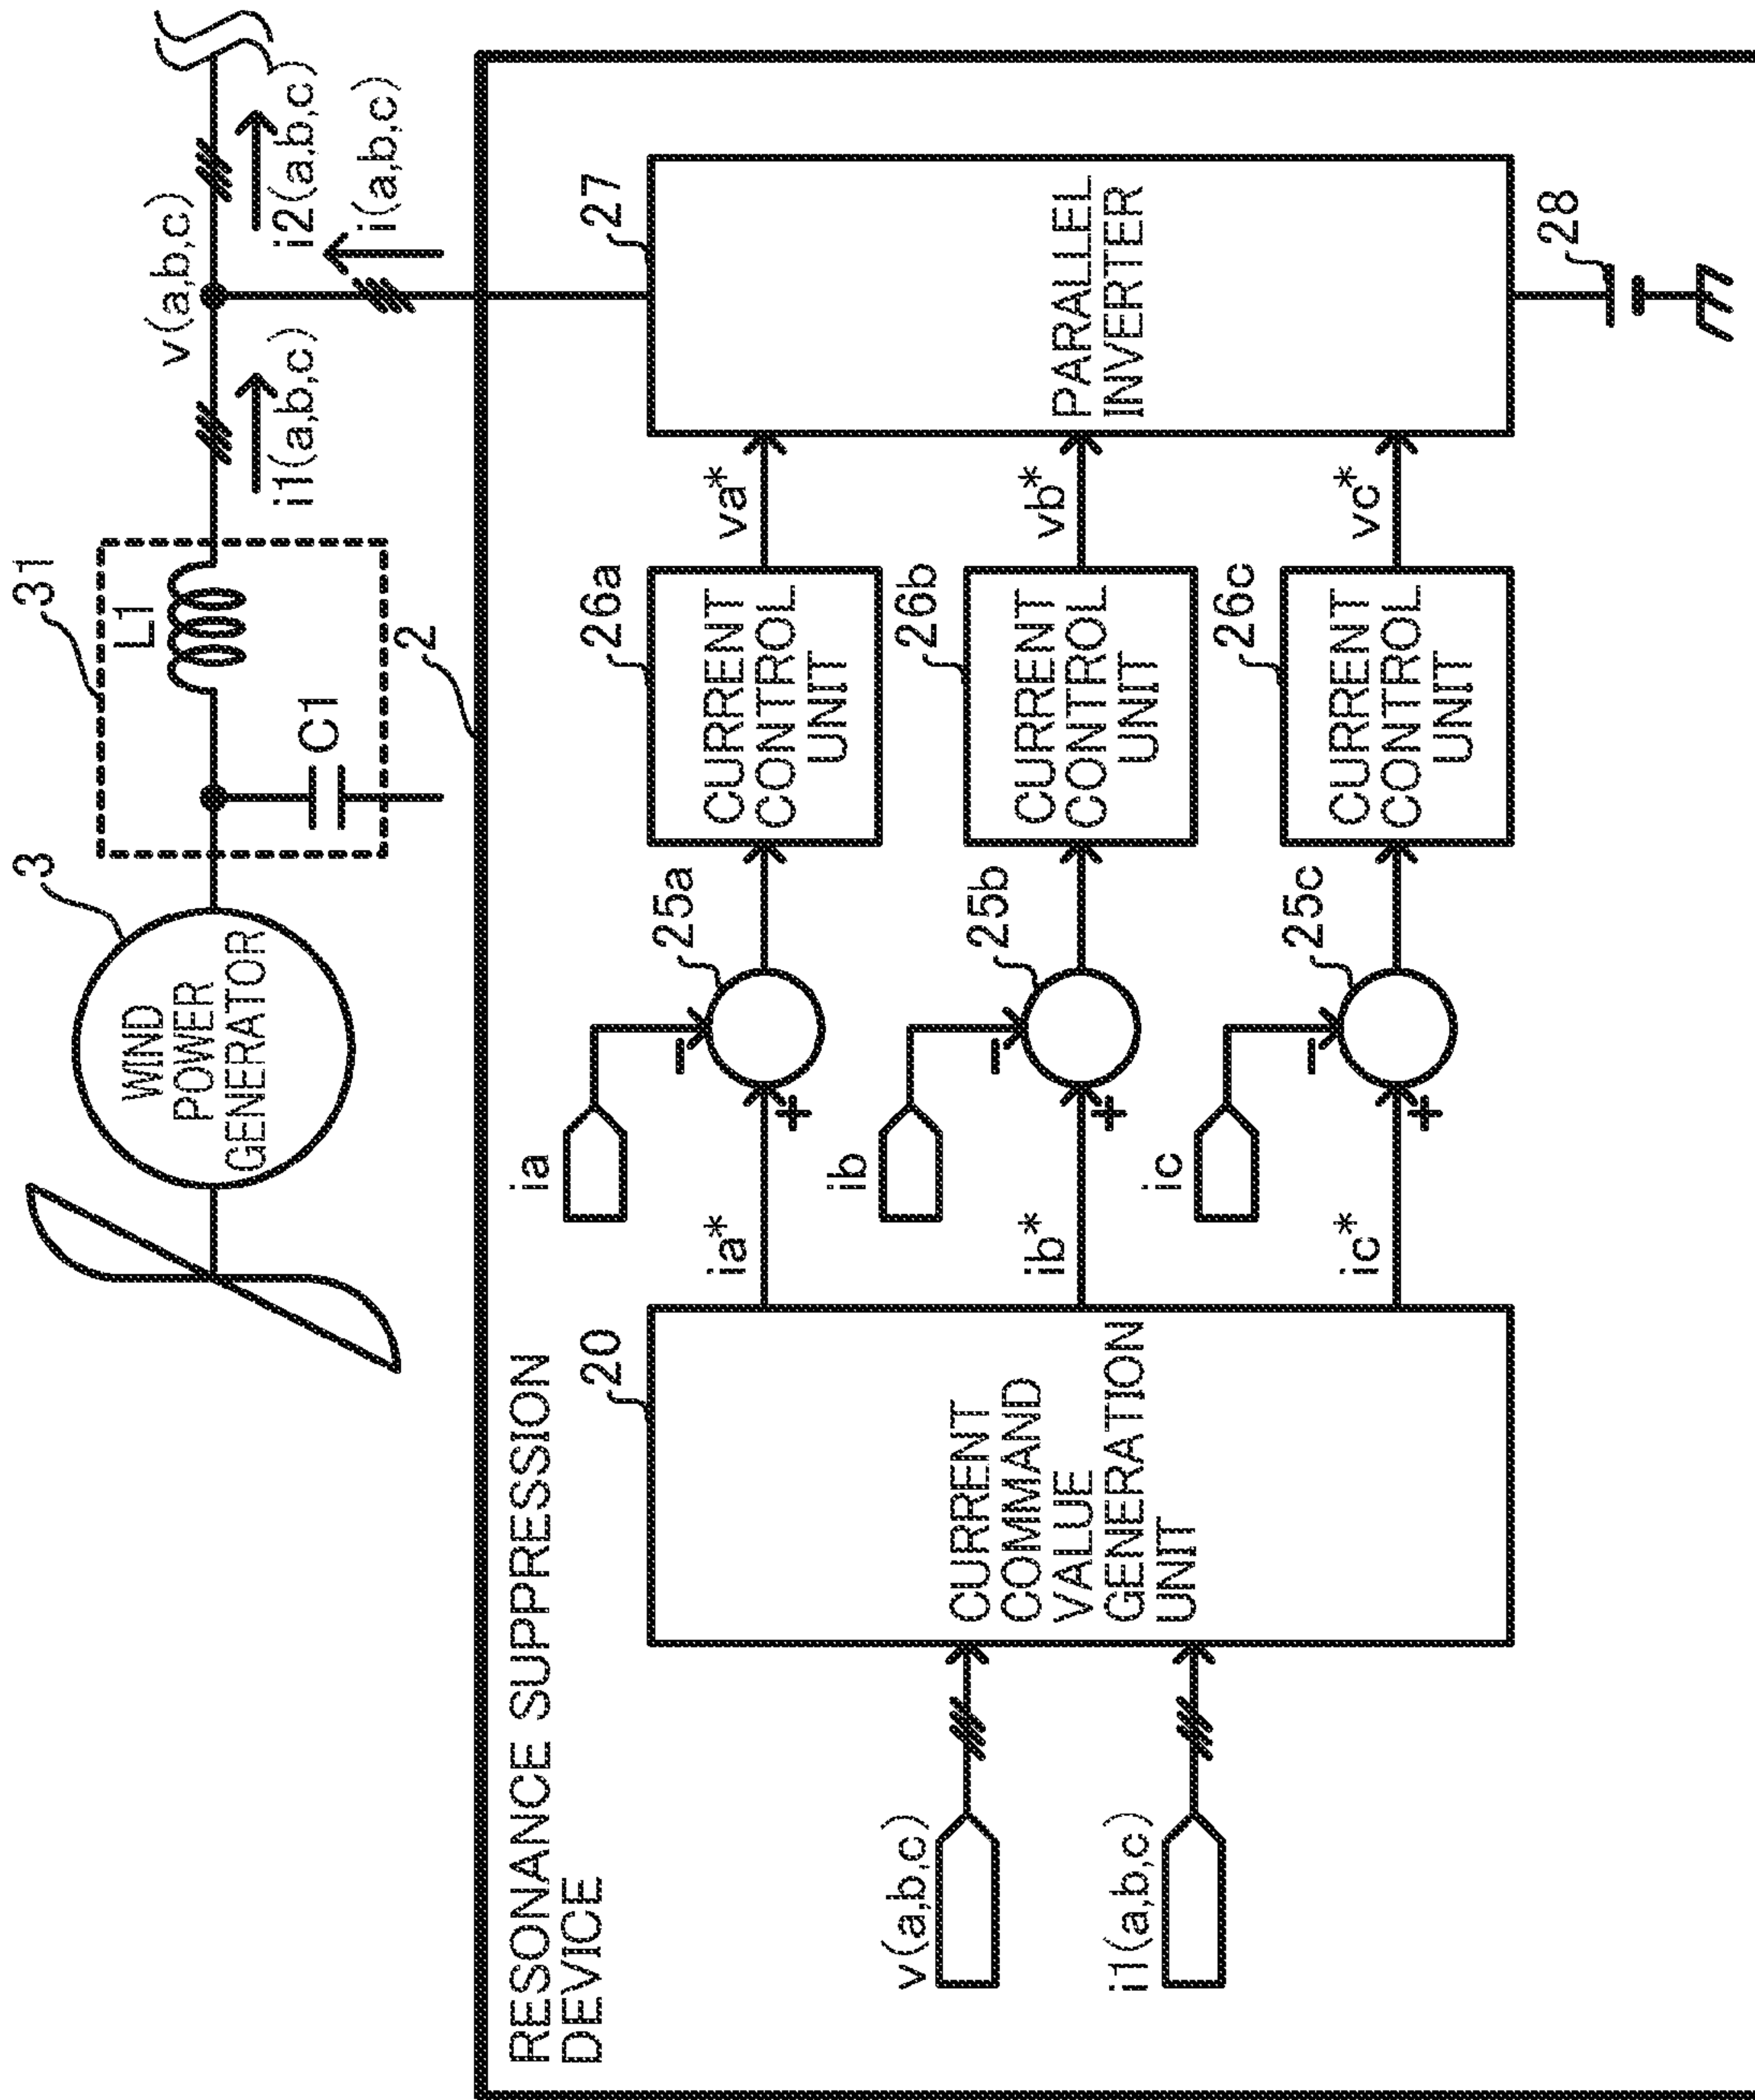 3
WIND
POWER
GENERATOR
31
L1
C1
v(a,b,c)
i1(a,b,c)
i2(a,b,c)
i(a,b,c)
2
RESONANCE SUPPRESSION
DEVICE
v(a,b,c)
i1(a,b,c)
20
CURRENT
COMMAND
VALUE
GENERATION
UNIT
ia*
ia
+
−
25a
26a
CURRENT
CONTROL
UNIT
va*
ib*
ib
+
−
25b
26b
CURRENT
CONTROL
UNIT
vb*
ic*
ic
+
−
25c
26c
CURRENT
CONTROL
UNIT
vc*
27
PARALLEL
INVERTER
28